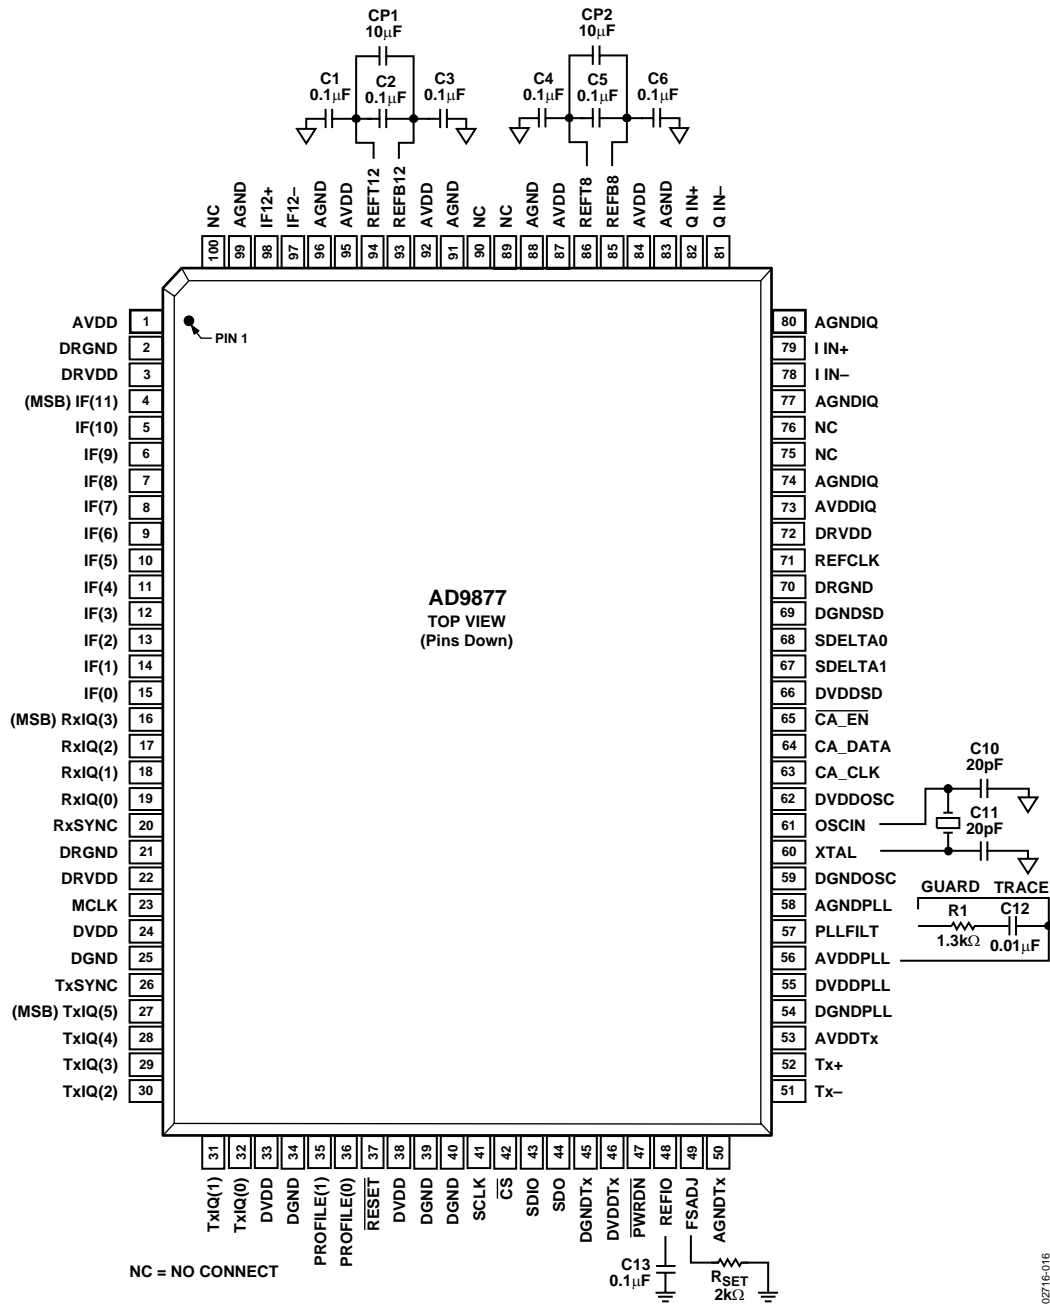 CP1
10µF
CP2
10µF
C1
0.1µF
C2
0.1µF
C3
0.1µF
C4
0.1µF
C5
0.1µF
C6
0.1µF
NC
AGND
IF12+
IF12–
AGND
AVDD
REFT12
REFB12
AVDD
AGND
NC
NC
AGND
AVDD
REFT8
REFB8
AVDD
AGND
Q IN+
Q IN–
100
99
98
97
96
95
94
93
92
91
90
89
88
87
86
85
84
83
82
81
PIN 1
AVDD 1
DRGND 2
DRVDD 3
(MSB) IF(11) 4
IF(10) 5
IF(9) 6
IF(8) 7
IF(7) 8
IF(6) 9
IF(5) 10
IF(4) 11
IF(3) 12
IF(2) 13
IF(1) 14
IF(0) 15
(MSB) RxIQ(3) 16
RxIQ(2) 17
RxIQ(1) 18
RxIQ(0) 19
RxSYNC 20
DRGND 21
DRVDD 22
MCLK 23
DVDD 24
DGND 25
TxSYNC 26
(MSB) TxIQ(5) 27
TxIQ(4) 28
TxIQ(3) 29
TxIQ(2) 30
AD9877
TOP VIEW
(Pins Down)
80 AGNDIQ
79 I IN+
78 I IN–
77 AGNDIQ
76 NC
75 NC
74 AGNDIQ
73 AVDDIQ
72 DRVDD
71 REFCLK
70 DRGND
69 DGNDSD
68 SDELTA0
67 SDELTA1
66 DVDDSD
65 CA_EN
64 CA_DATA
63 CA_CLK
62 DVDDOSC
61 OSCIN
60 XTAL
59 DGNDOSC
58 AGNDPLL
57 PLLFILT
56 AVDDPLL
55 DVDDPLL
54 DGNDPLL
53 AVDDTx
52 Tx+
51 Tx–
C10
20pF
C11
20pF
GUARD TRACE
R1
1.3kΩ
C12
0.01µF
31
32
33
34
35
36
37
38
39
40
41
42
43
44
45
46
47
48
49
50
TxIQ(1)
TxIQ(0)
DVDD
DGND
PROFILE(1)
PROFILE(0)
RESET
DVDD
DGND
DGND
SCLK
CS
SDIO
SDO
DGNDTx
DVDDTx
PWRDN
REFIO
FSADJ
AGNDTx
C13
0.1µF
RSET
2kΩ
NC = NO CONNECT
02716-016